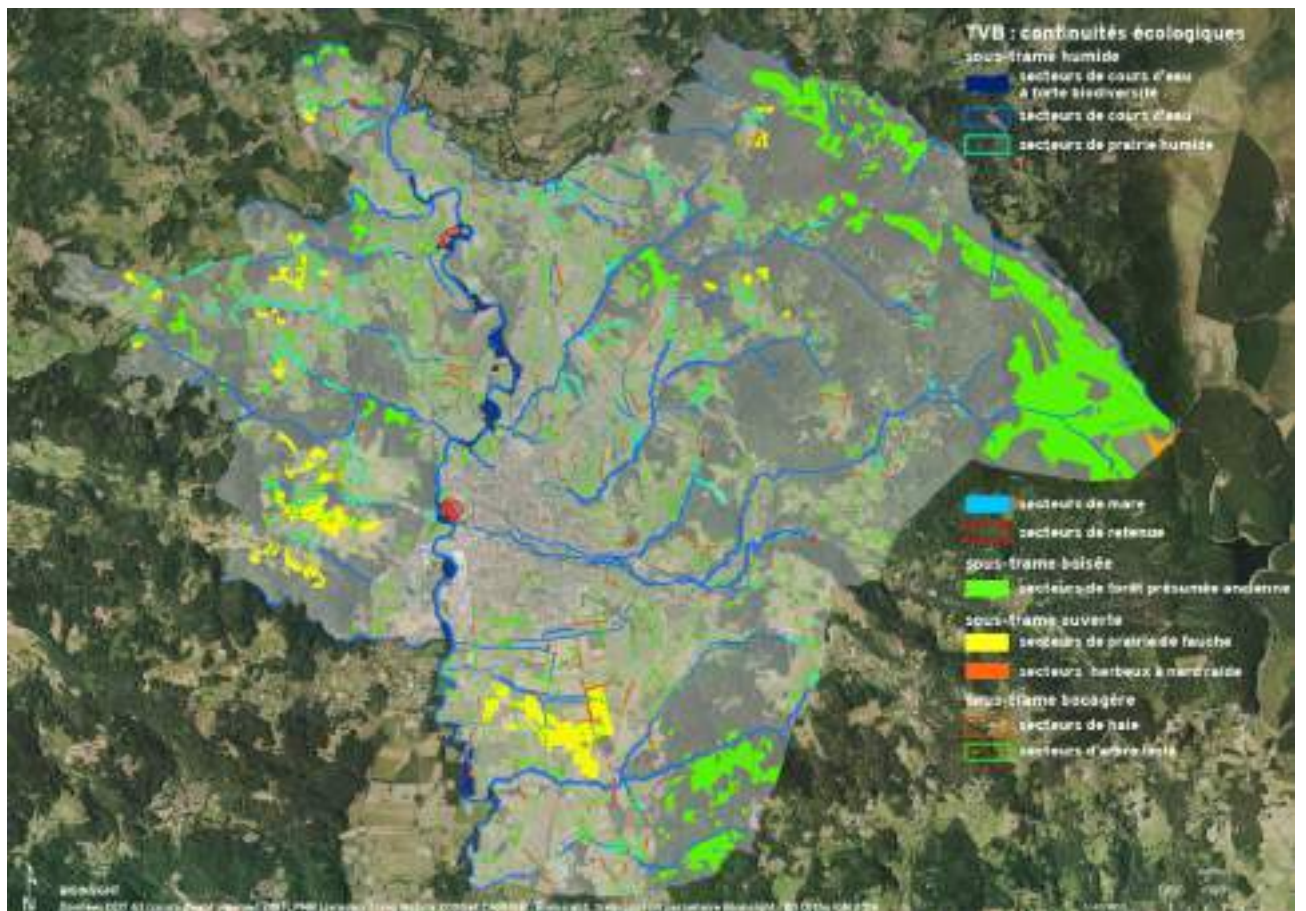 TVB : continuités écologiques
sous-trame humide
secteurs de cours d'eau
à forte biodiversité
secteurs de cours d'eau
secteurs de prairie humide
secteurs de mare
secteurs de retenue
sous-trame boisée
secteurs de forêt présumée ancienne
sous-trame ouverte
secteurs de prairie de fauche
secteurs herbeux à nard raide
sous-trame bocagère
secteurs de haie
secteurs d'arbre isolé
BIOINSIGHT